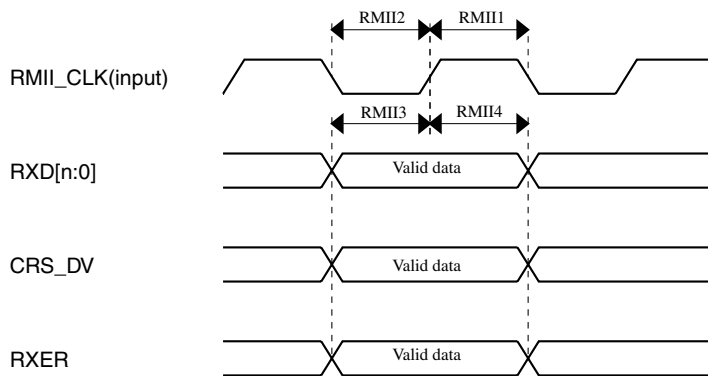 RMII2 RMII1
RMII_CLK(input)
RMII3 RMII4
RXD[n:0] Valid data
CRS_DV Valid data
RXER Valid data